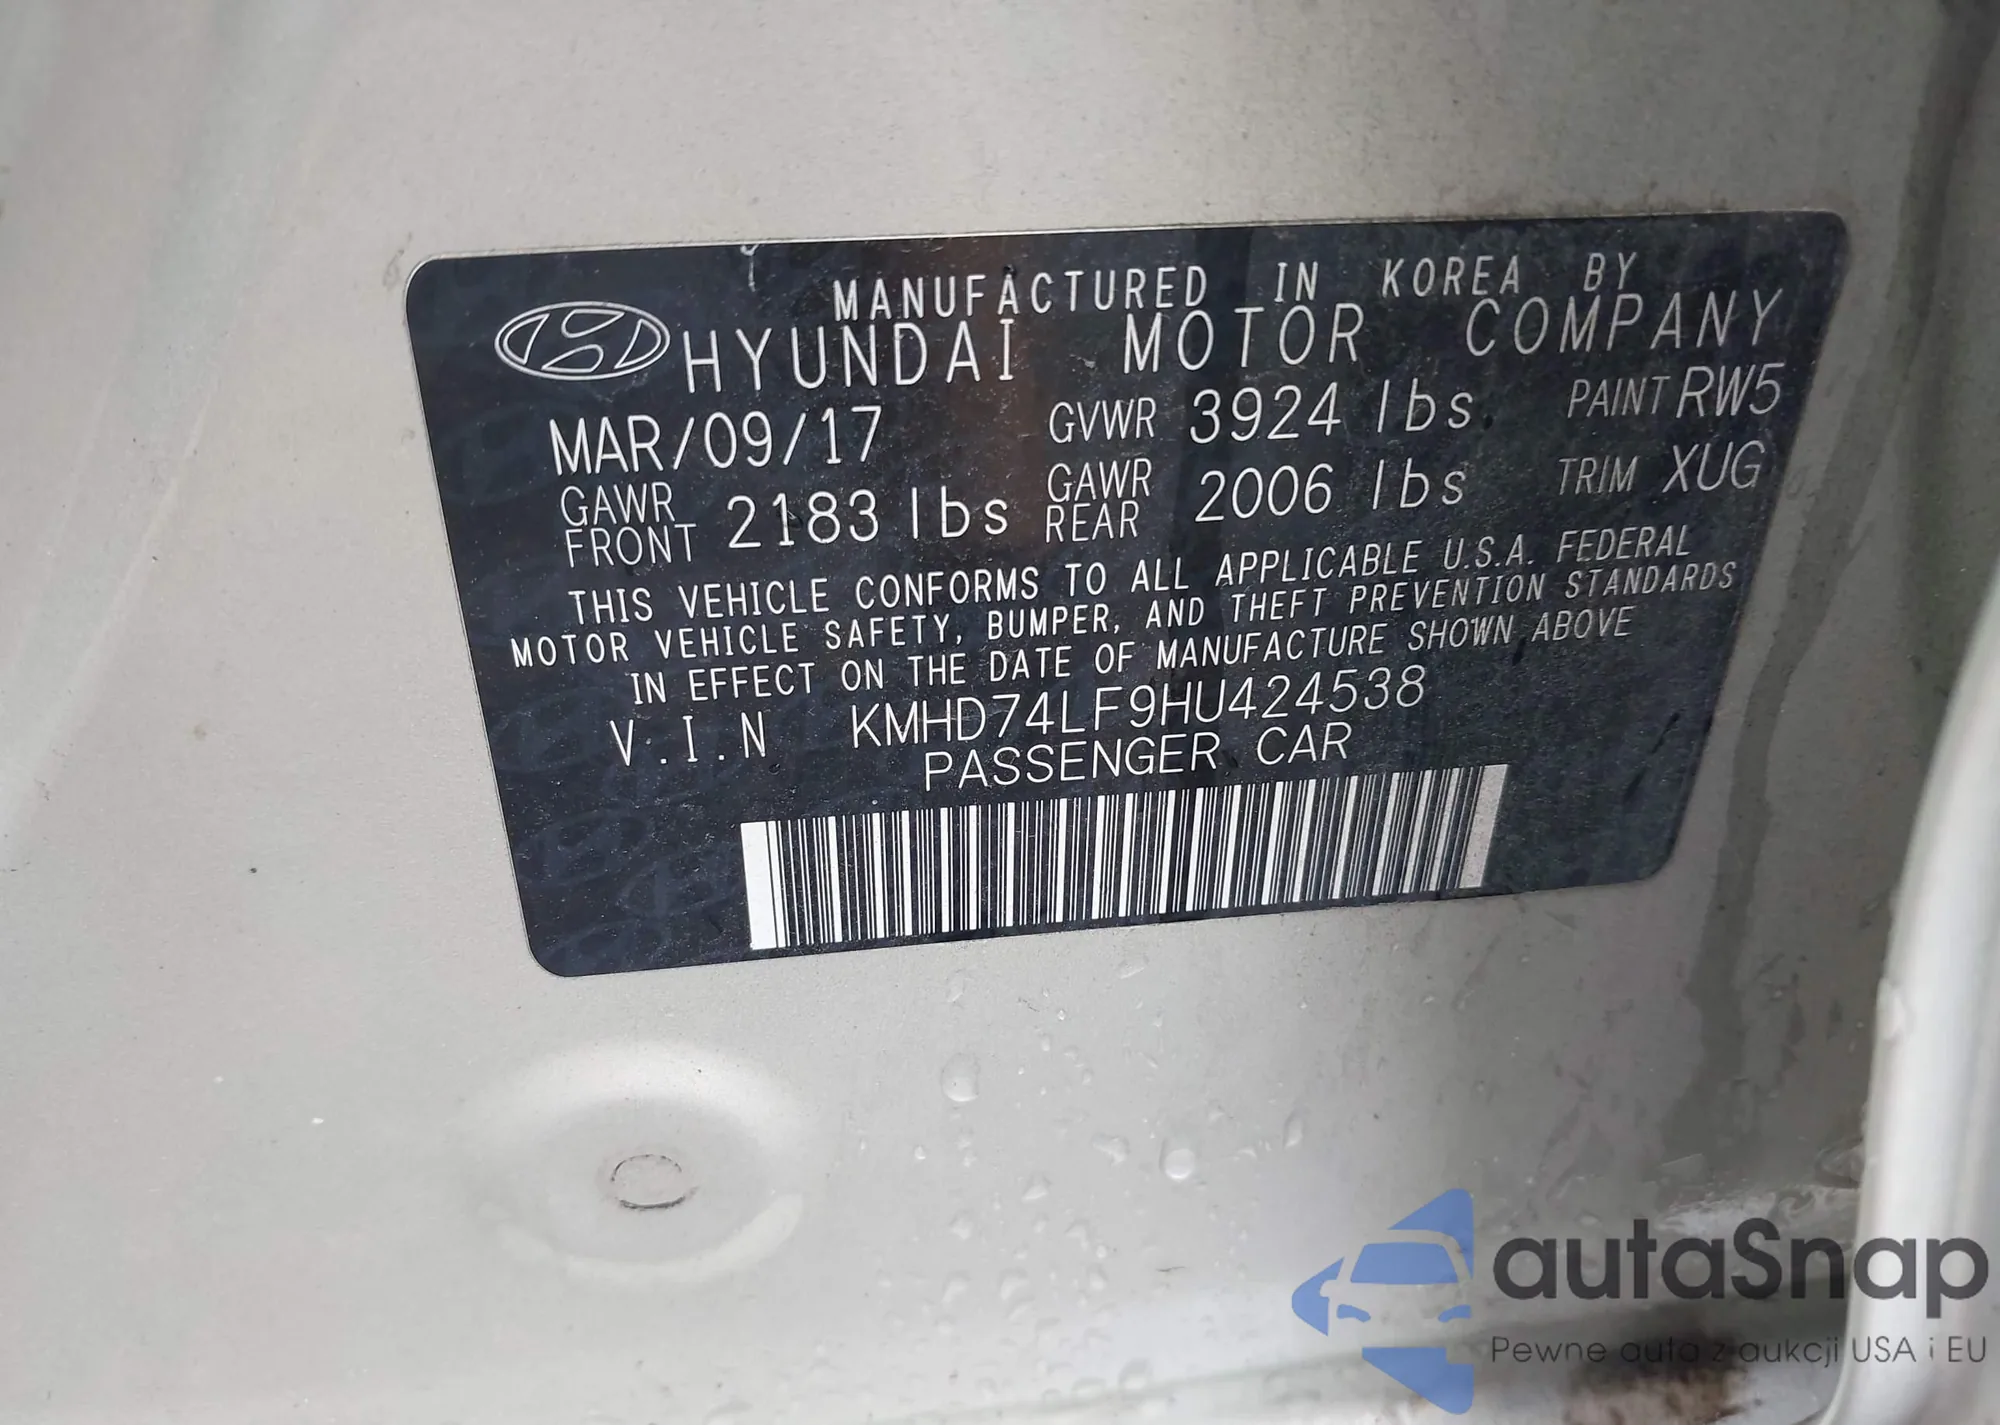 MANUFACTURED IN KOREA BY
HYUNDAI MOTOR COMPANY
MAR/09/17 GVWR 3924 lbs PAINT RW5
GAWR FRONT 2183 lbs GAWR REAR 2006 lbs TRIM XUG
THIS VEHICLE CONFORMS TO ALL APPLICABLE U.S.A. FEDERAL
MOTOR VEHICLE SAFETY, BUMPER, AND THEFT PREVENTION STANDARDS
IN EFFECT ON THE DATE OF MANUFACTURE SHOWN ABOVE
V.I.N KMHD74LF9HU424538
PASSENGER CAR
autaSnap
Pewne auta z aukcji USA i EU